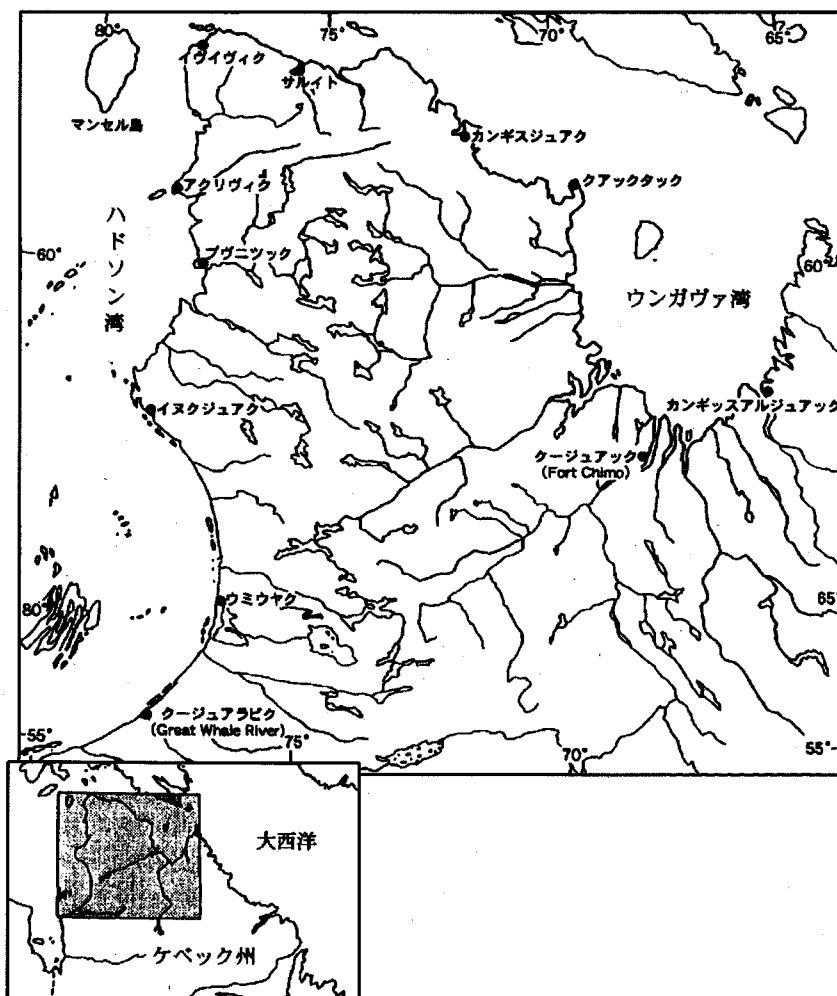 80°
75°
70°
65°
イヴイヴィク
サルイト
マンセル島
カンギスジュアク
アクリヴィク
クアックタック
ハドソン湾
60°
プヴニツック
60°
ウンガヴァ湾
イヌクジュアク
カンギッスアルジュアック
クージュアック
(Fort Chimo)
80°
ウミウヤク
65°
クージュアラピク
(Great Whale River)
55°
75°
70°
55°
大西洋
ケベック州